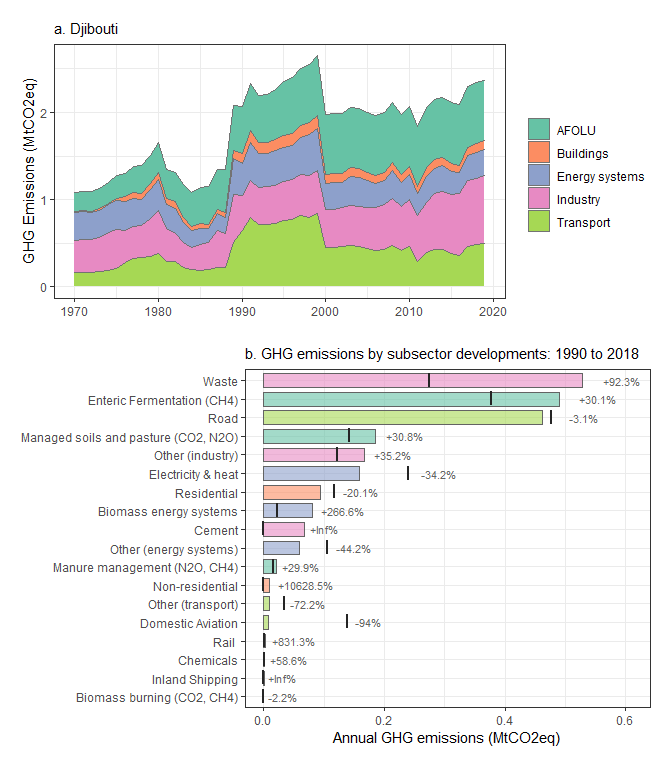 a. Djibouti
GHG Emissions (MtCO2eq)
2
1
0
1970
1980
1990
2000
2010
2020
AFOLU
Buildings
Energy systems
Industry
Transport
b. GHG emissions by subsector developments: 1990 to 2018
Waste +92.3%
Enteric Fermentation (CH4) +30.1%
Road -3.1%
Managed soils and pasture (CO2, N2O) +30.8%
Other (industry) +35.2%
Electricity & heat -34.2%
Residential -20.1%
Biomass energy systems +266.6%
Cement +Inf%
Other (energy systems) -44.2%
Manure management (N2O, CH4) +29.9%
Non-residential +10628.5%
Other (transport) -72.2%
Domestic Aviation -94%
Rail +831.3%
Chemicals +58.6%
Inland Shipping +Inf%
Biomass burning (CO2, CH4) -2.2%
0.0
0.2
0.4
0.6
Annual GHG emissions (MtCO2eq)